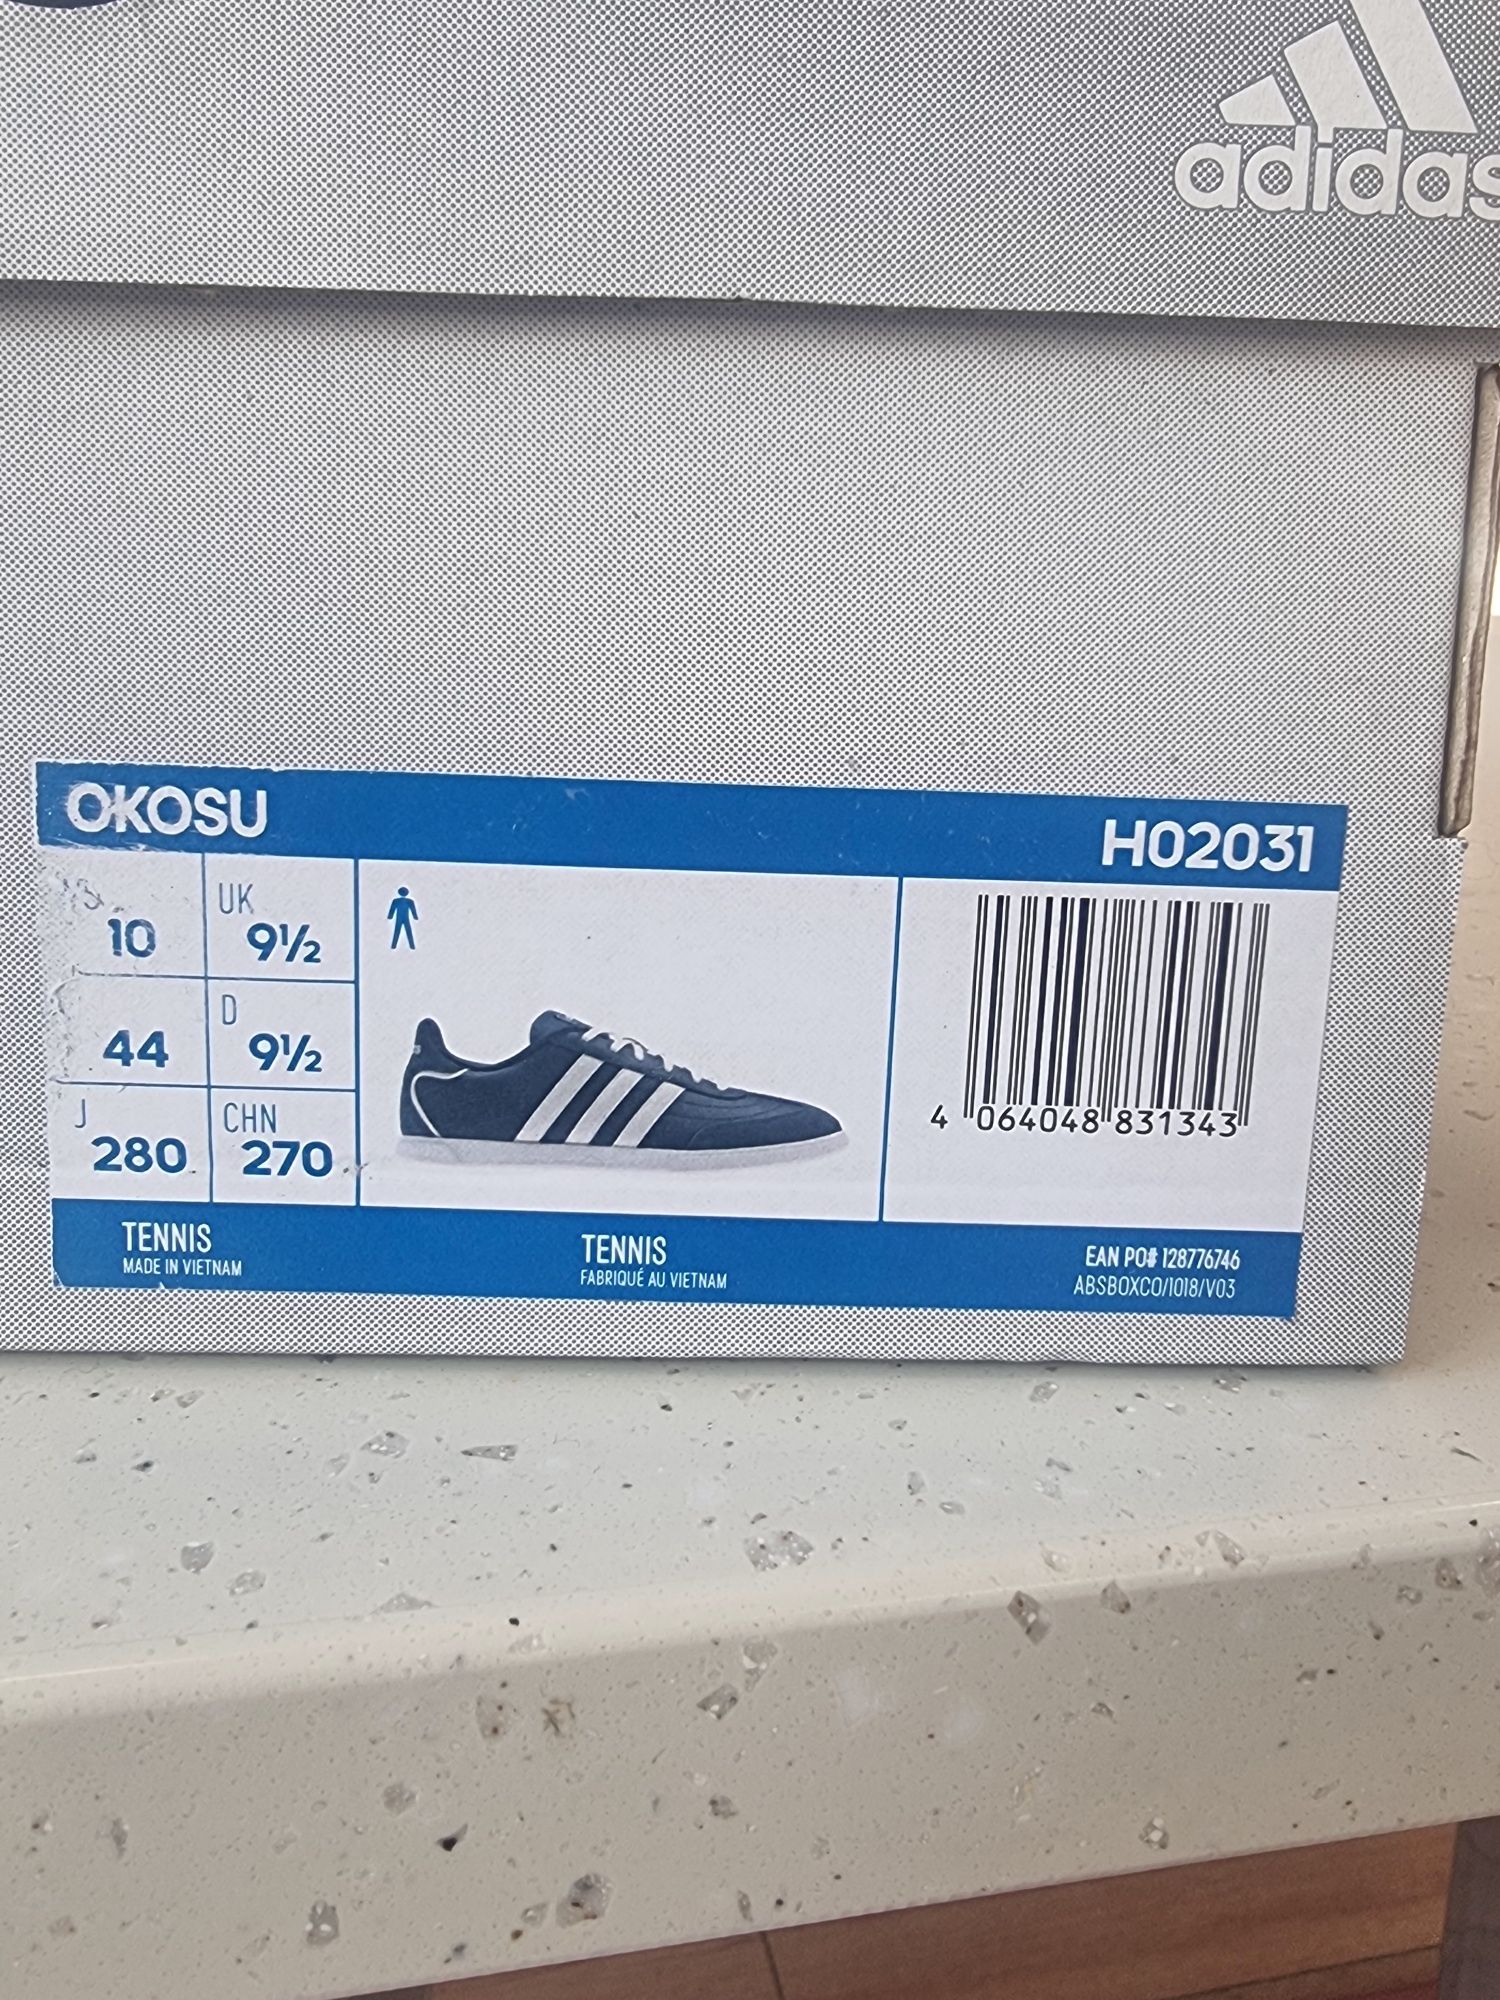 adidas
OKOSU
H02031
UK
10
9½
D
44
9½
J
CHN
280
270
4 064048 831343
TENNIS
MADE IN VIETNAM
TENNIS
FABRIQUÉ AU VIETNAM
EAN PO# 128776746
ABSBOXCO/1018/V03